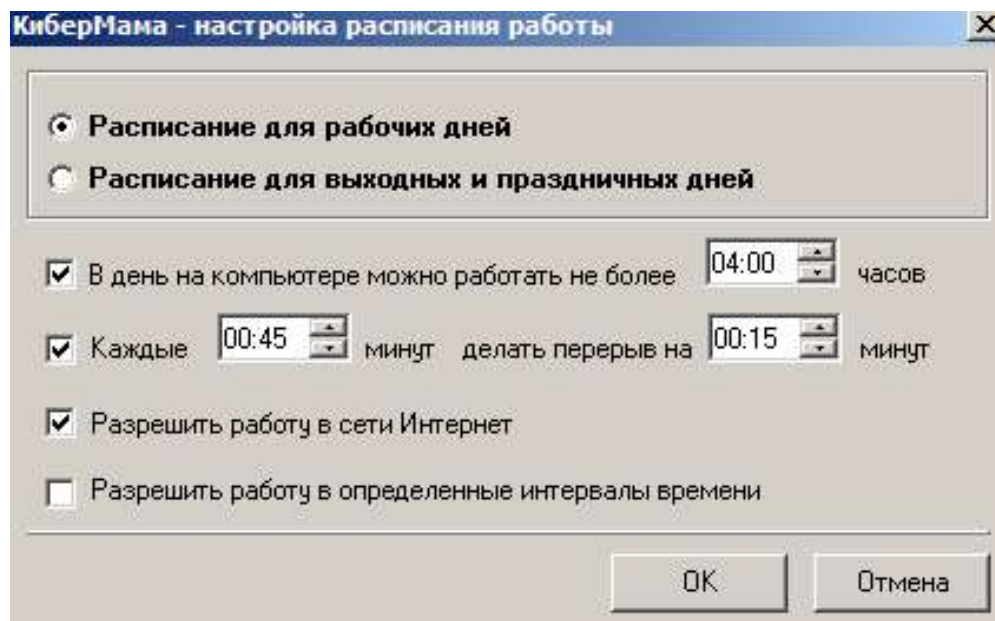 КиберМама - настройка расписания работы
Расписание для рабочих дней
Расписание для выходных и праздничных дней
В день на компьютере можно работать не более 04:00 часов
Каждые 00:45 минут делать перерыв на 00:15 минут
Разрешить работу в сети Интернет
Разрешить работу в определенные интервалы времени
OK Отмена